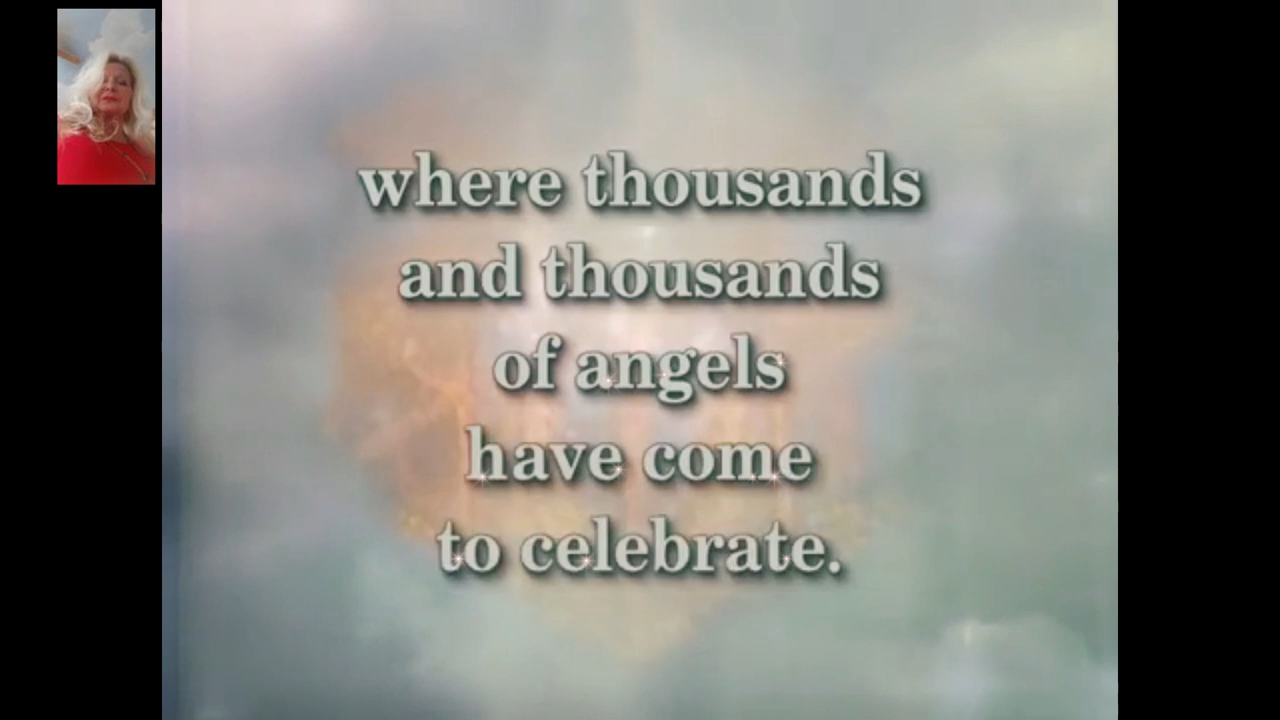 where thousands
and thousands
of angels
have come
to celebrate.